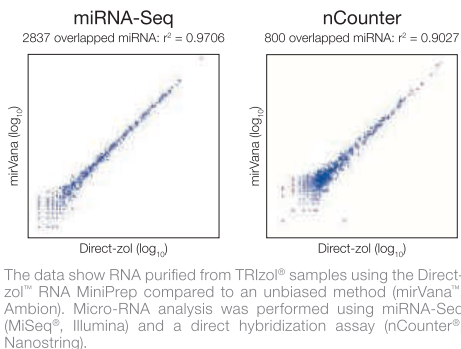 miRNA-Seq
2837 overlapped miRNA: r² = 0.9706
mirVana (log₁₀)
Direct-zol (log₁₀)
nCounter
800 overlapped miRNA: r² = 0.9027
mirVana (log₁₀)
Direct-zol (log₁₀)
The data show RNA purified from TRIzol® samples using the Direct-
zol™ RNA MiniPrep compared to an unbiased method (mirVana™
Ambion). Micro-RNA analysis was performed using miRNA-Seq
(MiSeq®, Illumina) and a direct hybridization assay (nCounter®
Nanostring).